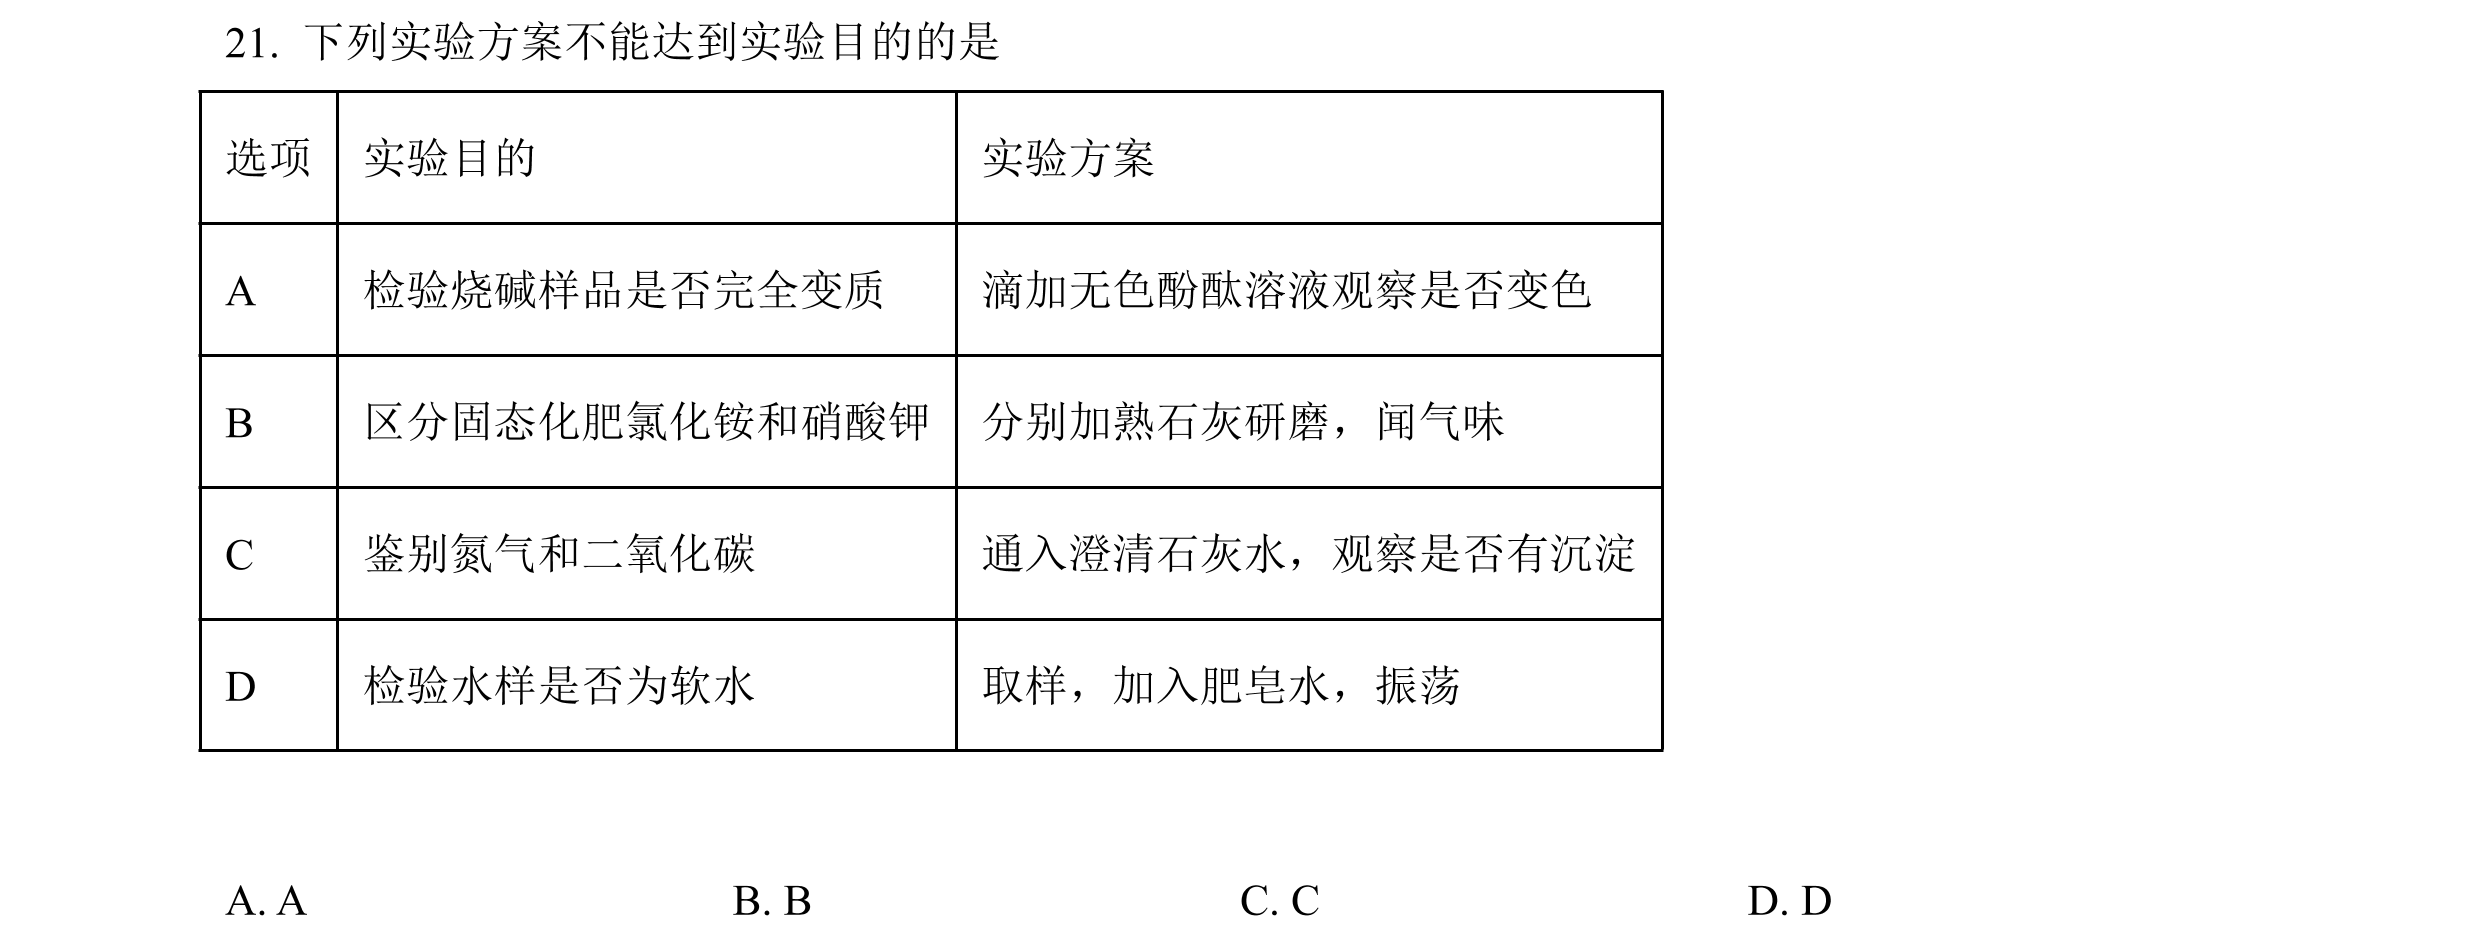 21. 下列实验方案不能达到实验目的的是
选项 实验目的 实验方案
A 检验烧碱样品是否完全变质 滴加无色酚酞溶液观察是否变色
B 区分固态化肥氯化铵和硝酸钾 分别加熟石灰研磨，闻气味
C 鉴别氮气和二氧化碳 通入澄清石灰水，观察是否有沉淀
D 检验水样是否为软水 取样，加入肥皂水，振荡
A. A B. B C. C D. D